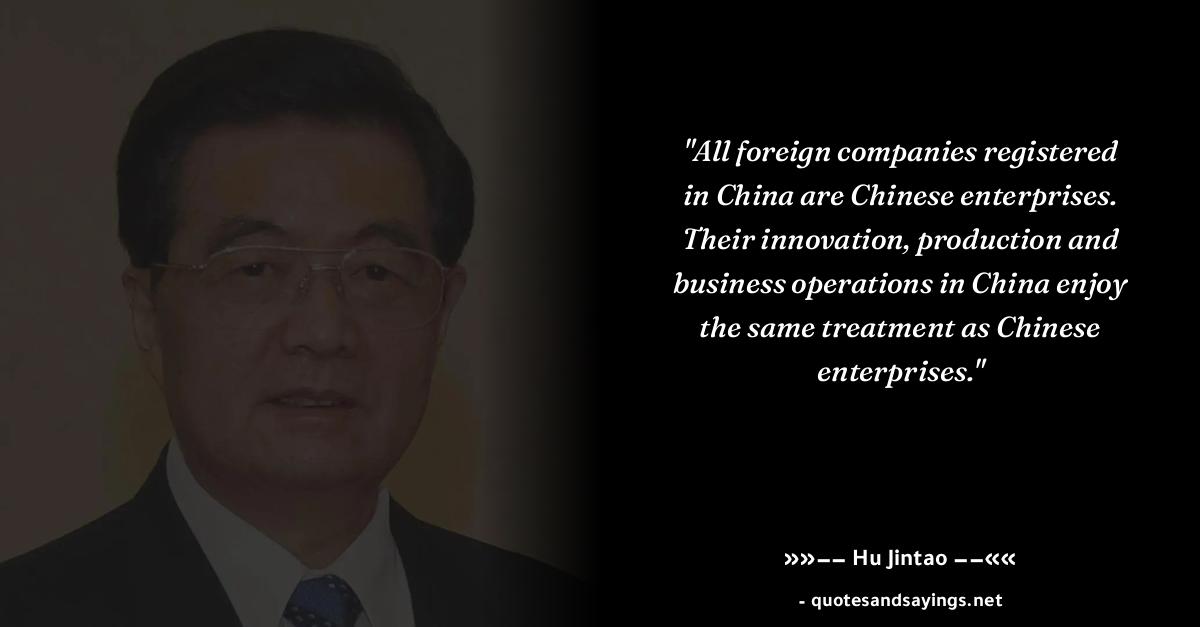 "All foreign companies registered
in China are Chinese enterprises.
Their innovation, production and
business operations in China enjoy
the same treatment as Chinese
enterprises."
»»−− Hu Jintao −−««
- quotesandsayings.net